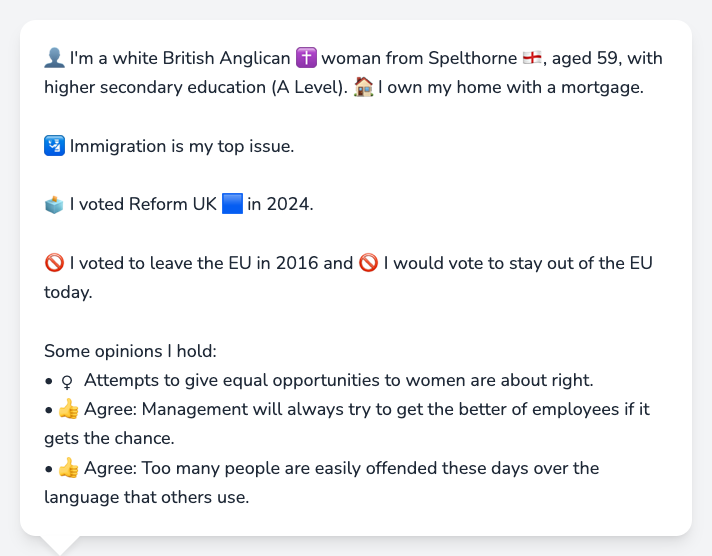 👤 I'm a white British Anglican ✝️ woman from Spelthorne 🏴󠁧󠁢󠁥󠁮󠁧󠁿, aged 59, with
higher secondary education (A Level). 🏠 I own my home with a mortgage.
🛂 Immigration is my top issue.
🗳️ I voted Reform UK 🟦 in 2024.
🚫 I voted to leave the EU in 2016 and 🚫 I would vote to stay out of the EU
today.
Some opinions I hold:
• ♀ Attempts to give equal opportunities to women are about right.
• 👍 Agree: Management will always try to get the better of employees if it
gets the chance.
• 👍 Agree: Too many people are easily offended these days over the
language that others use.